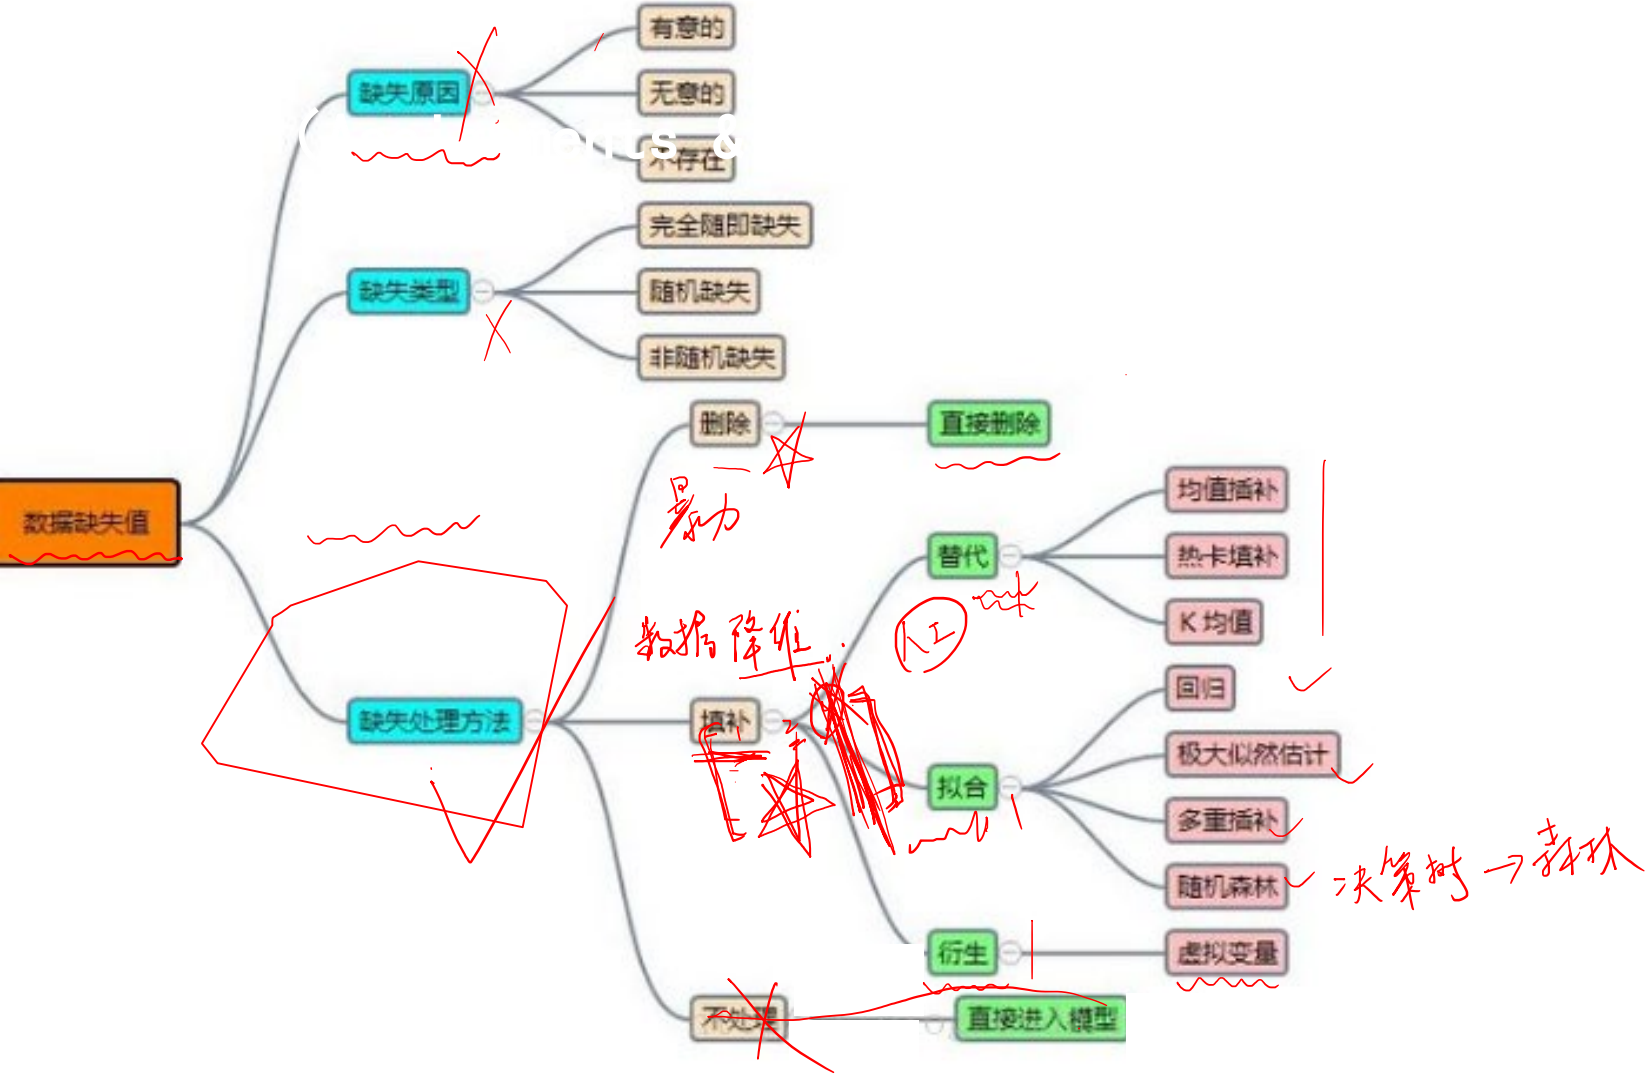 有意的
缺失原因
无意的
ents &
不存在
完全随即缺失
缺失类型
随机缺失
非随机缺失
删除
直接删除
暴力
均值插补
数据缺失值
替代
热卡填补
K 均值
数据降维
回归
缺失处理方法
填补
极大似然估计
拟合
多重插补
随机森林
决策树→森林
衍生
虚拟变量
不处理
直接进入模型